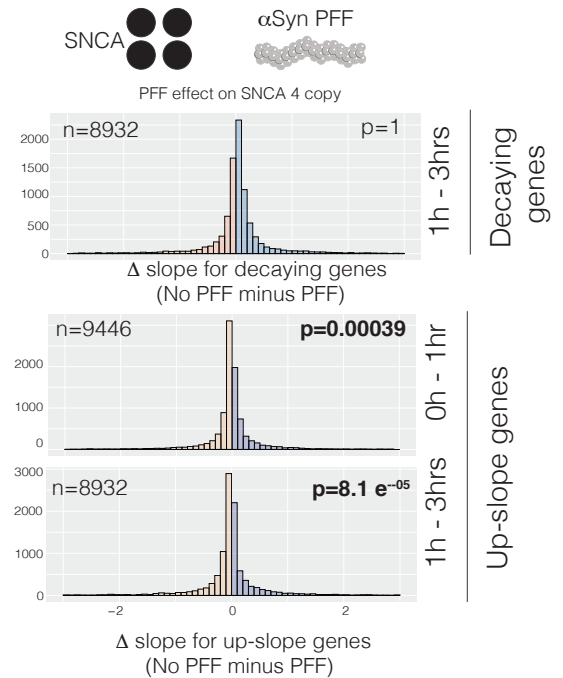 SNCA
αSyn PFF
PFF effect on SNCA 4 copy
n=8932
p=1
2000
1500
1000
500
0
1h - 3hrs
Decaying
genes
Δ slope for decaying genes
(No PFF minus PFF)
n=9446
p=0.00039
2000
1000
0
0h - 1hr
Up-slope genes
3000
n=8932
p=8.1 e--05
2000
1000
0
1h - 3hrs
−2
0
2
Δ slope for up-slope genes
(No PFF minus PFF)